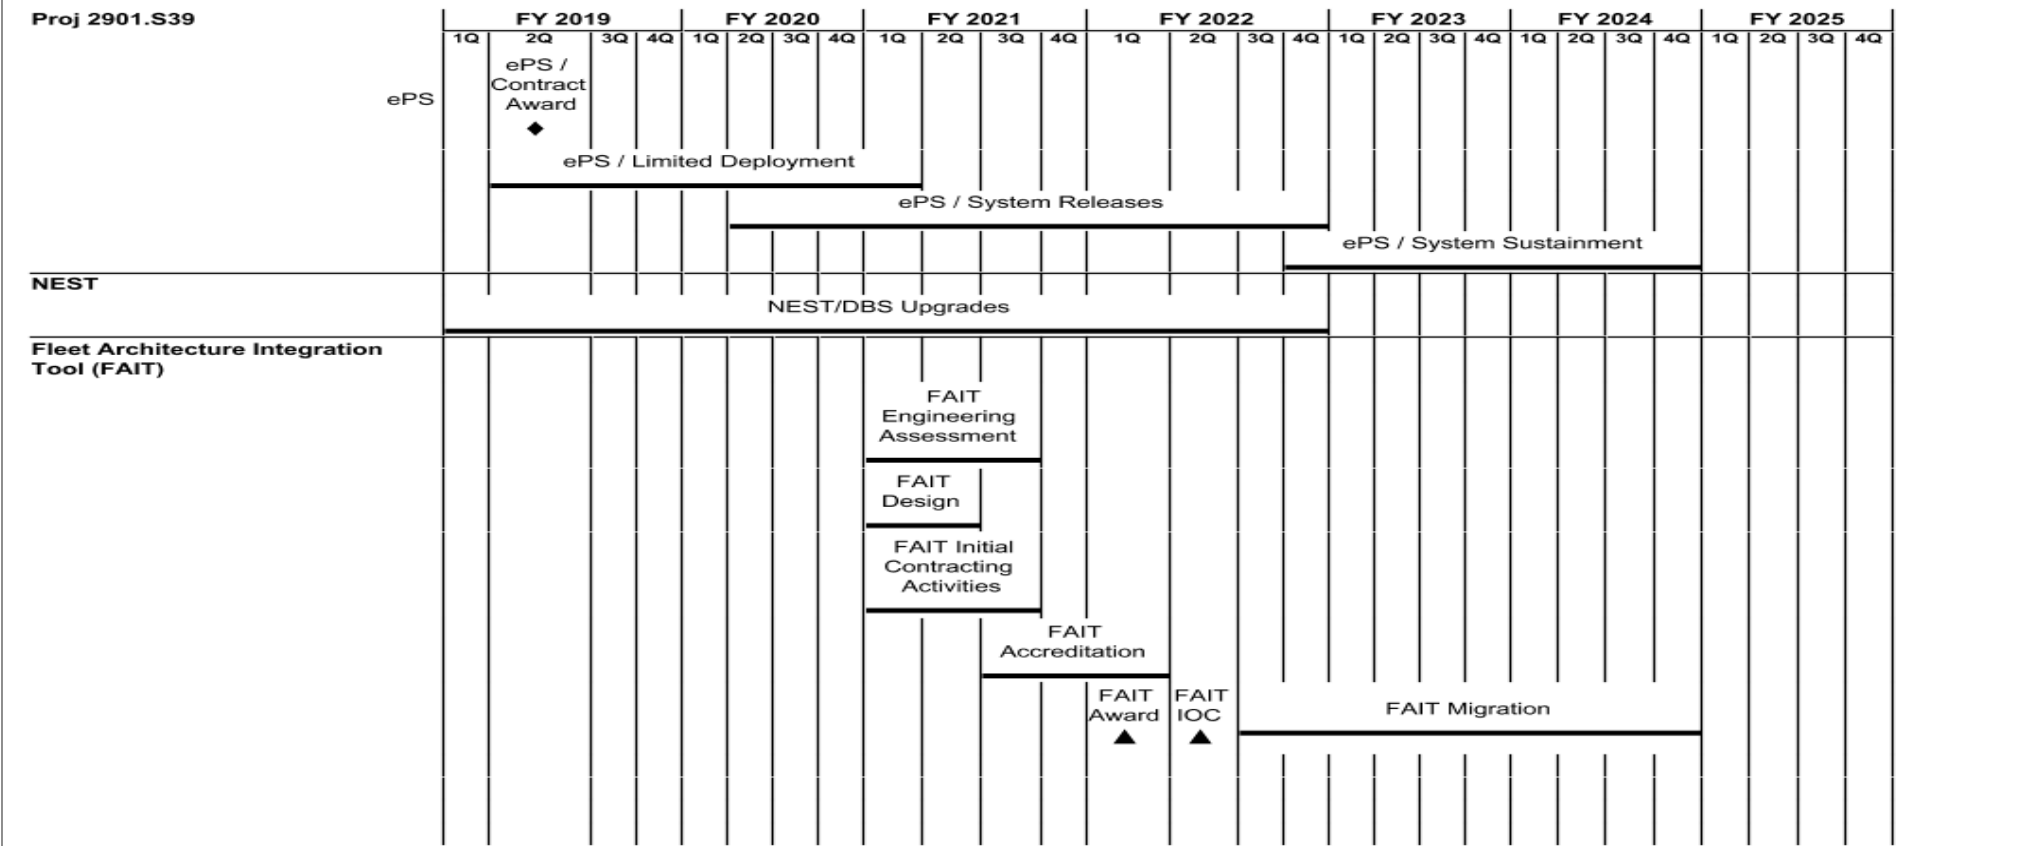 Proj 2901.S39 FY 2019 FY 2020 FY 2021 FY 2022 FY 2023 FY 2024 FY 2025
1Q 2Q 3Q 4Q 1Q 2Q 3Q 4Q 1Q 2Q 3Q 4Q 1Q 2Q 3Q 4Q 1Q 2Q 3Q 4Q 1Q 2Q 3Q 4Q 1Q 2Q 3Q 4Q
ePS
ePS /
Contract
Award
ePS / Limited Deployment
ePS / System Releases
ePS / System Sustainment
NEST
NEST/DBS Upgrades
Fleet Architecture Integration
Tool (FAIT)
FAIT
Engineering
Assessment
FAIT
Design
FAIT Initial
Contracting
Activities
FAIT
Accreditation
FAIT
Award
FAIT
IOC
FAIT Migration